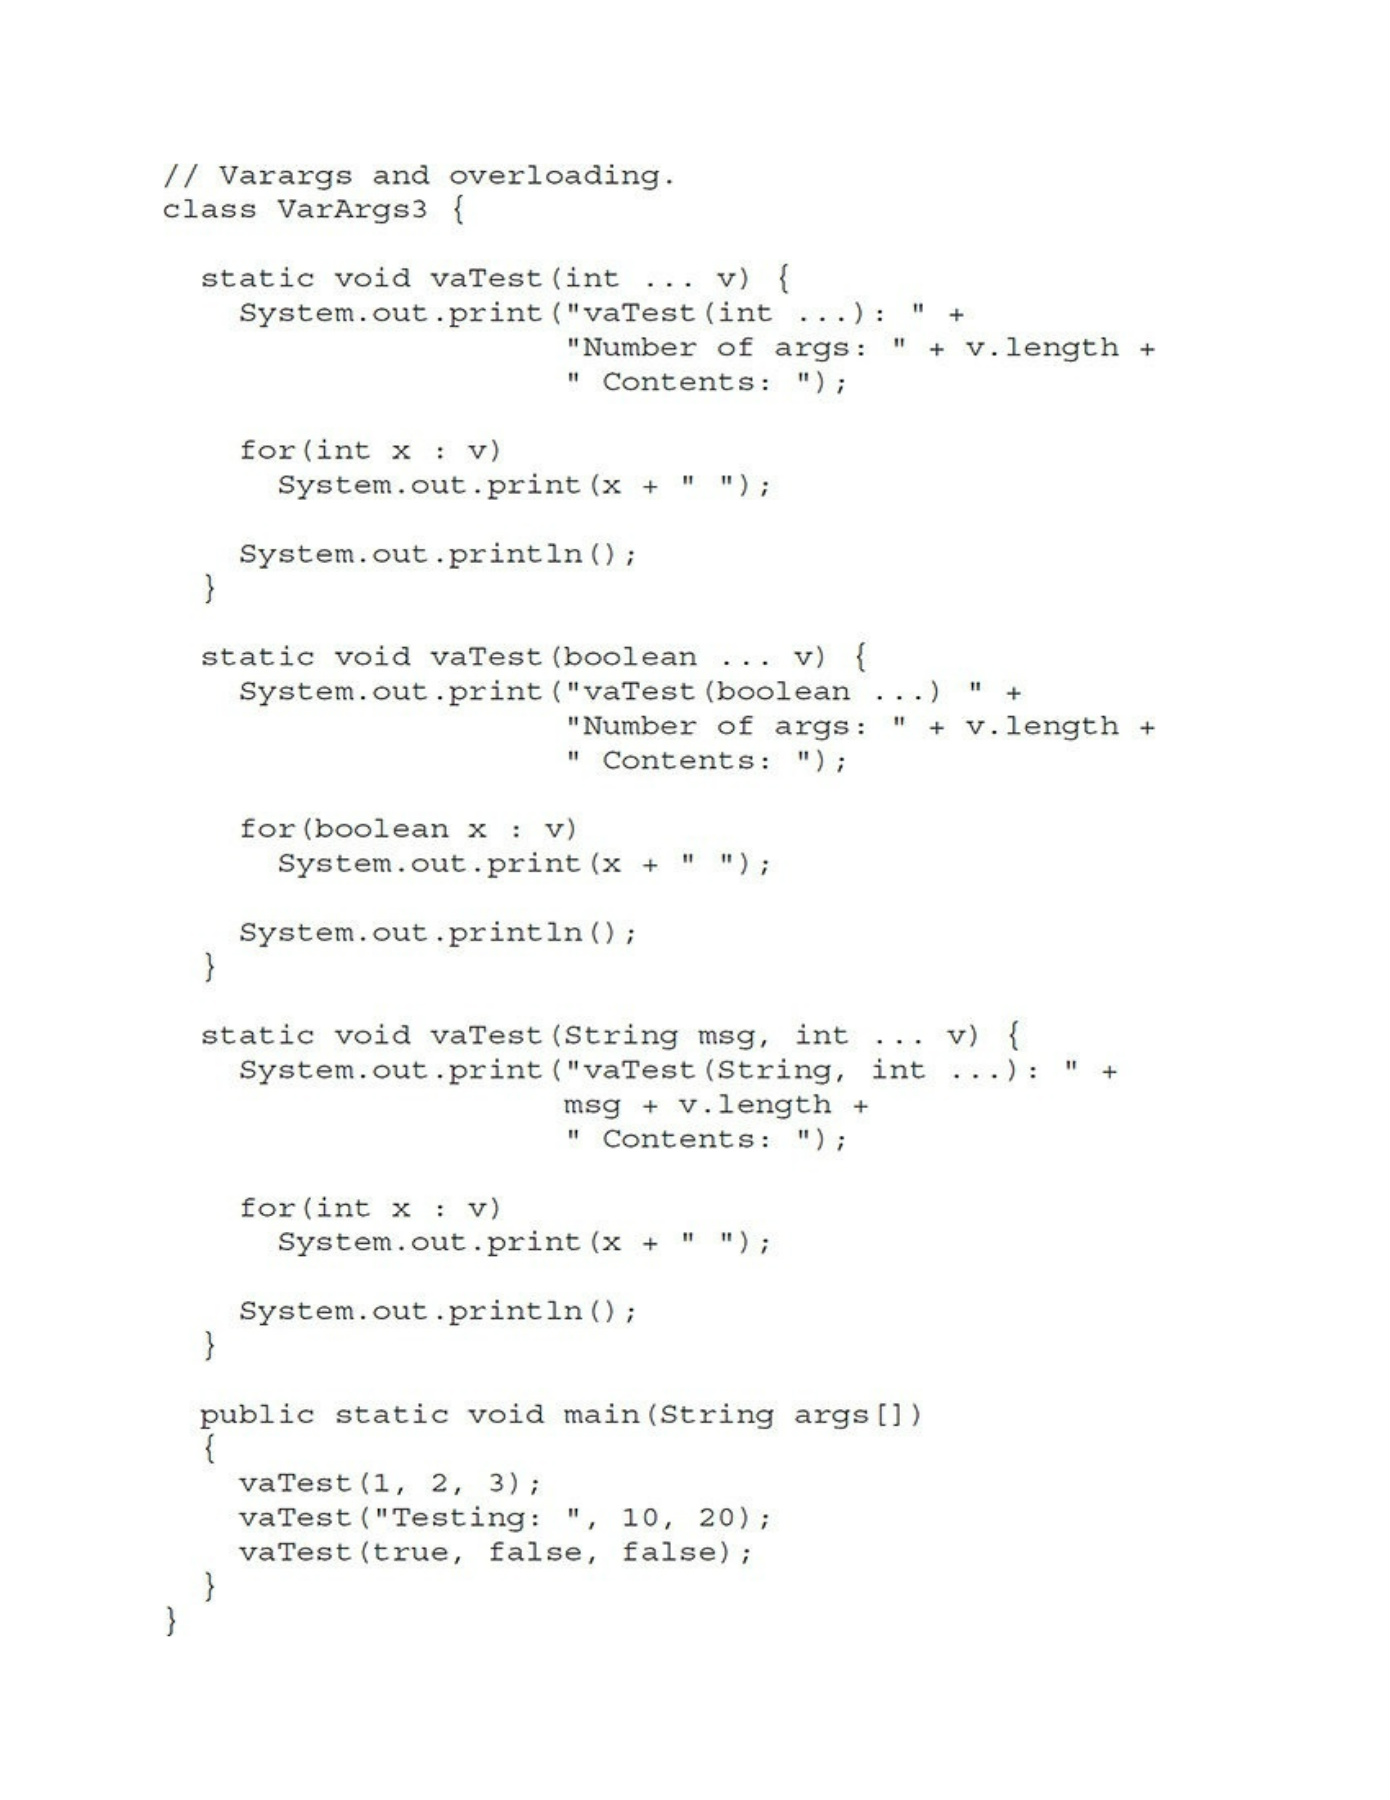 // Varargs and overloading.
class VarArgs3 {
static void vaTest(int ... v) {
System.out.print("vaTest(int ...): " +
"Number of args: " + v.length +
" Contents: ");
for(int x : v)
System.out.print(x + " ");
System.out.println();
}
static void vaTest(boolean ... v) {
System.out.print("vaTest(boolean ...) " +
"Number of args: " + v.length +
" Contents: ");
for(boolean x : v)
System.out.print(x + " ");
System.out.println();
}
static void vaTest(String msg, int ... v) {
System.out.print("vaTest(String, int ...): " +
msg + v.length +
" Contents: ");
for(int x : v)
System.out.print(x + " ");
System.out.println();
}
public static void main(String args[])
{
vaTest(1, 2, 3);
vaTest("Testing: ", 10, 20);
vaTest(true, false, false);
}
}